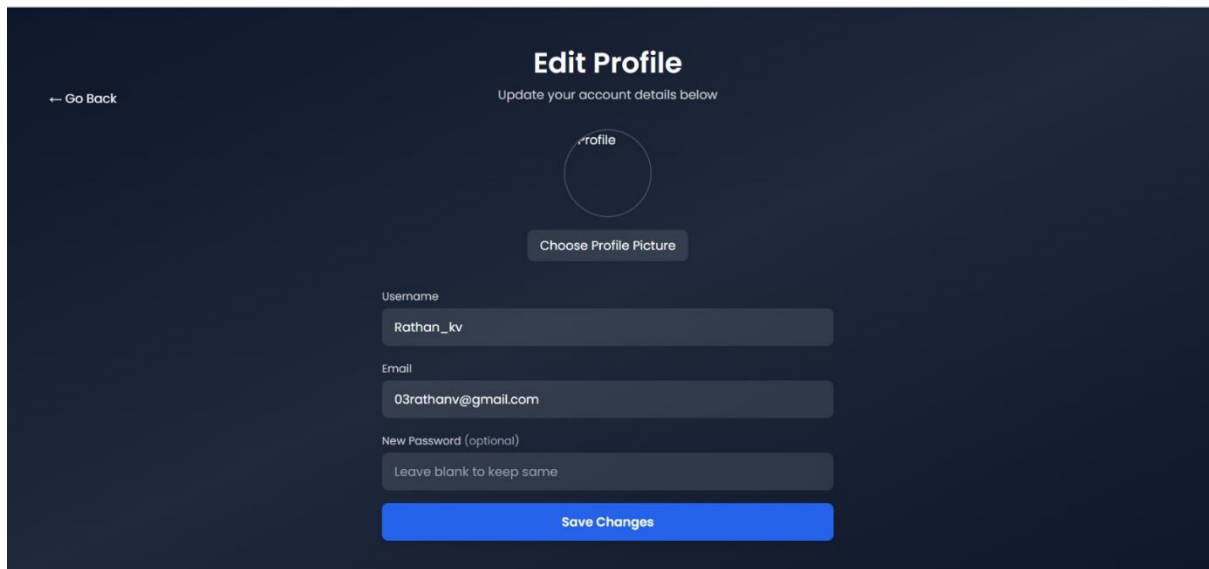 Edit Profile
← Go Back
Update your account details below
Profile
Choose Profile Picture
Username
Rathan_kv
Email
03rathanv@gmail.com
New Password (optional)
Leave blank to keep same
Save Changes